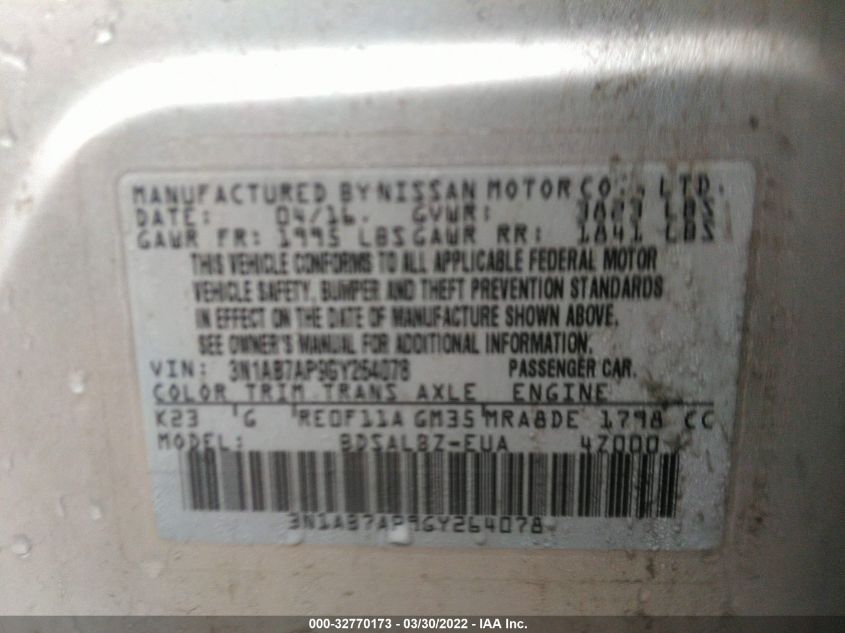 MANUFACTURED BY NISSAN MOTOR CO., LTD.
DATE: 04/16. GVWR: 3823 LBS
GAWR FR: 1995 LBS GAWR RR: 1841 LBS
THIS VEHICLE CONFORMS TO ALL APPLICABLE FEDERAL MOTOR
VEHICLE SAFETY, BUMPER AND THEFT PREVENTION STANDARDS
IN EFFECT ON THE DATE OF MANUFACTURE SHOWN ABOVE.
SEE OWNER'S MANUAL FOR ADDITIONAL INFORMATION.
VIN: 3N1AB7AP9GY264078 PASSENGER CAR.
COLOR TRIM TRANS AXLE ENGINE
K23 G RE0F11A GM35 MRA8DE 1798 CC
MODEL: BDSALBZ-EUA 4Z000
3N1AB7AP9GY264078
000-32770173 - 03/30/2022 - IAA Inc.